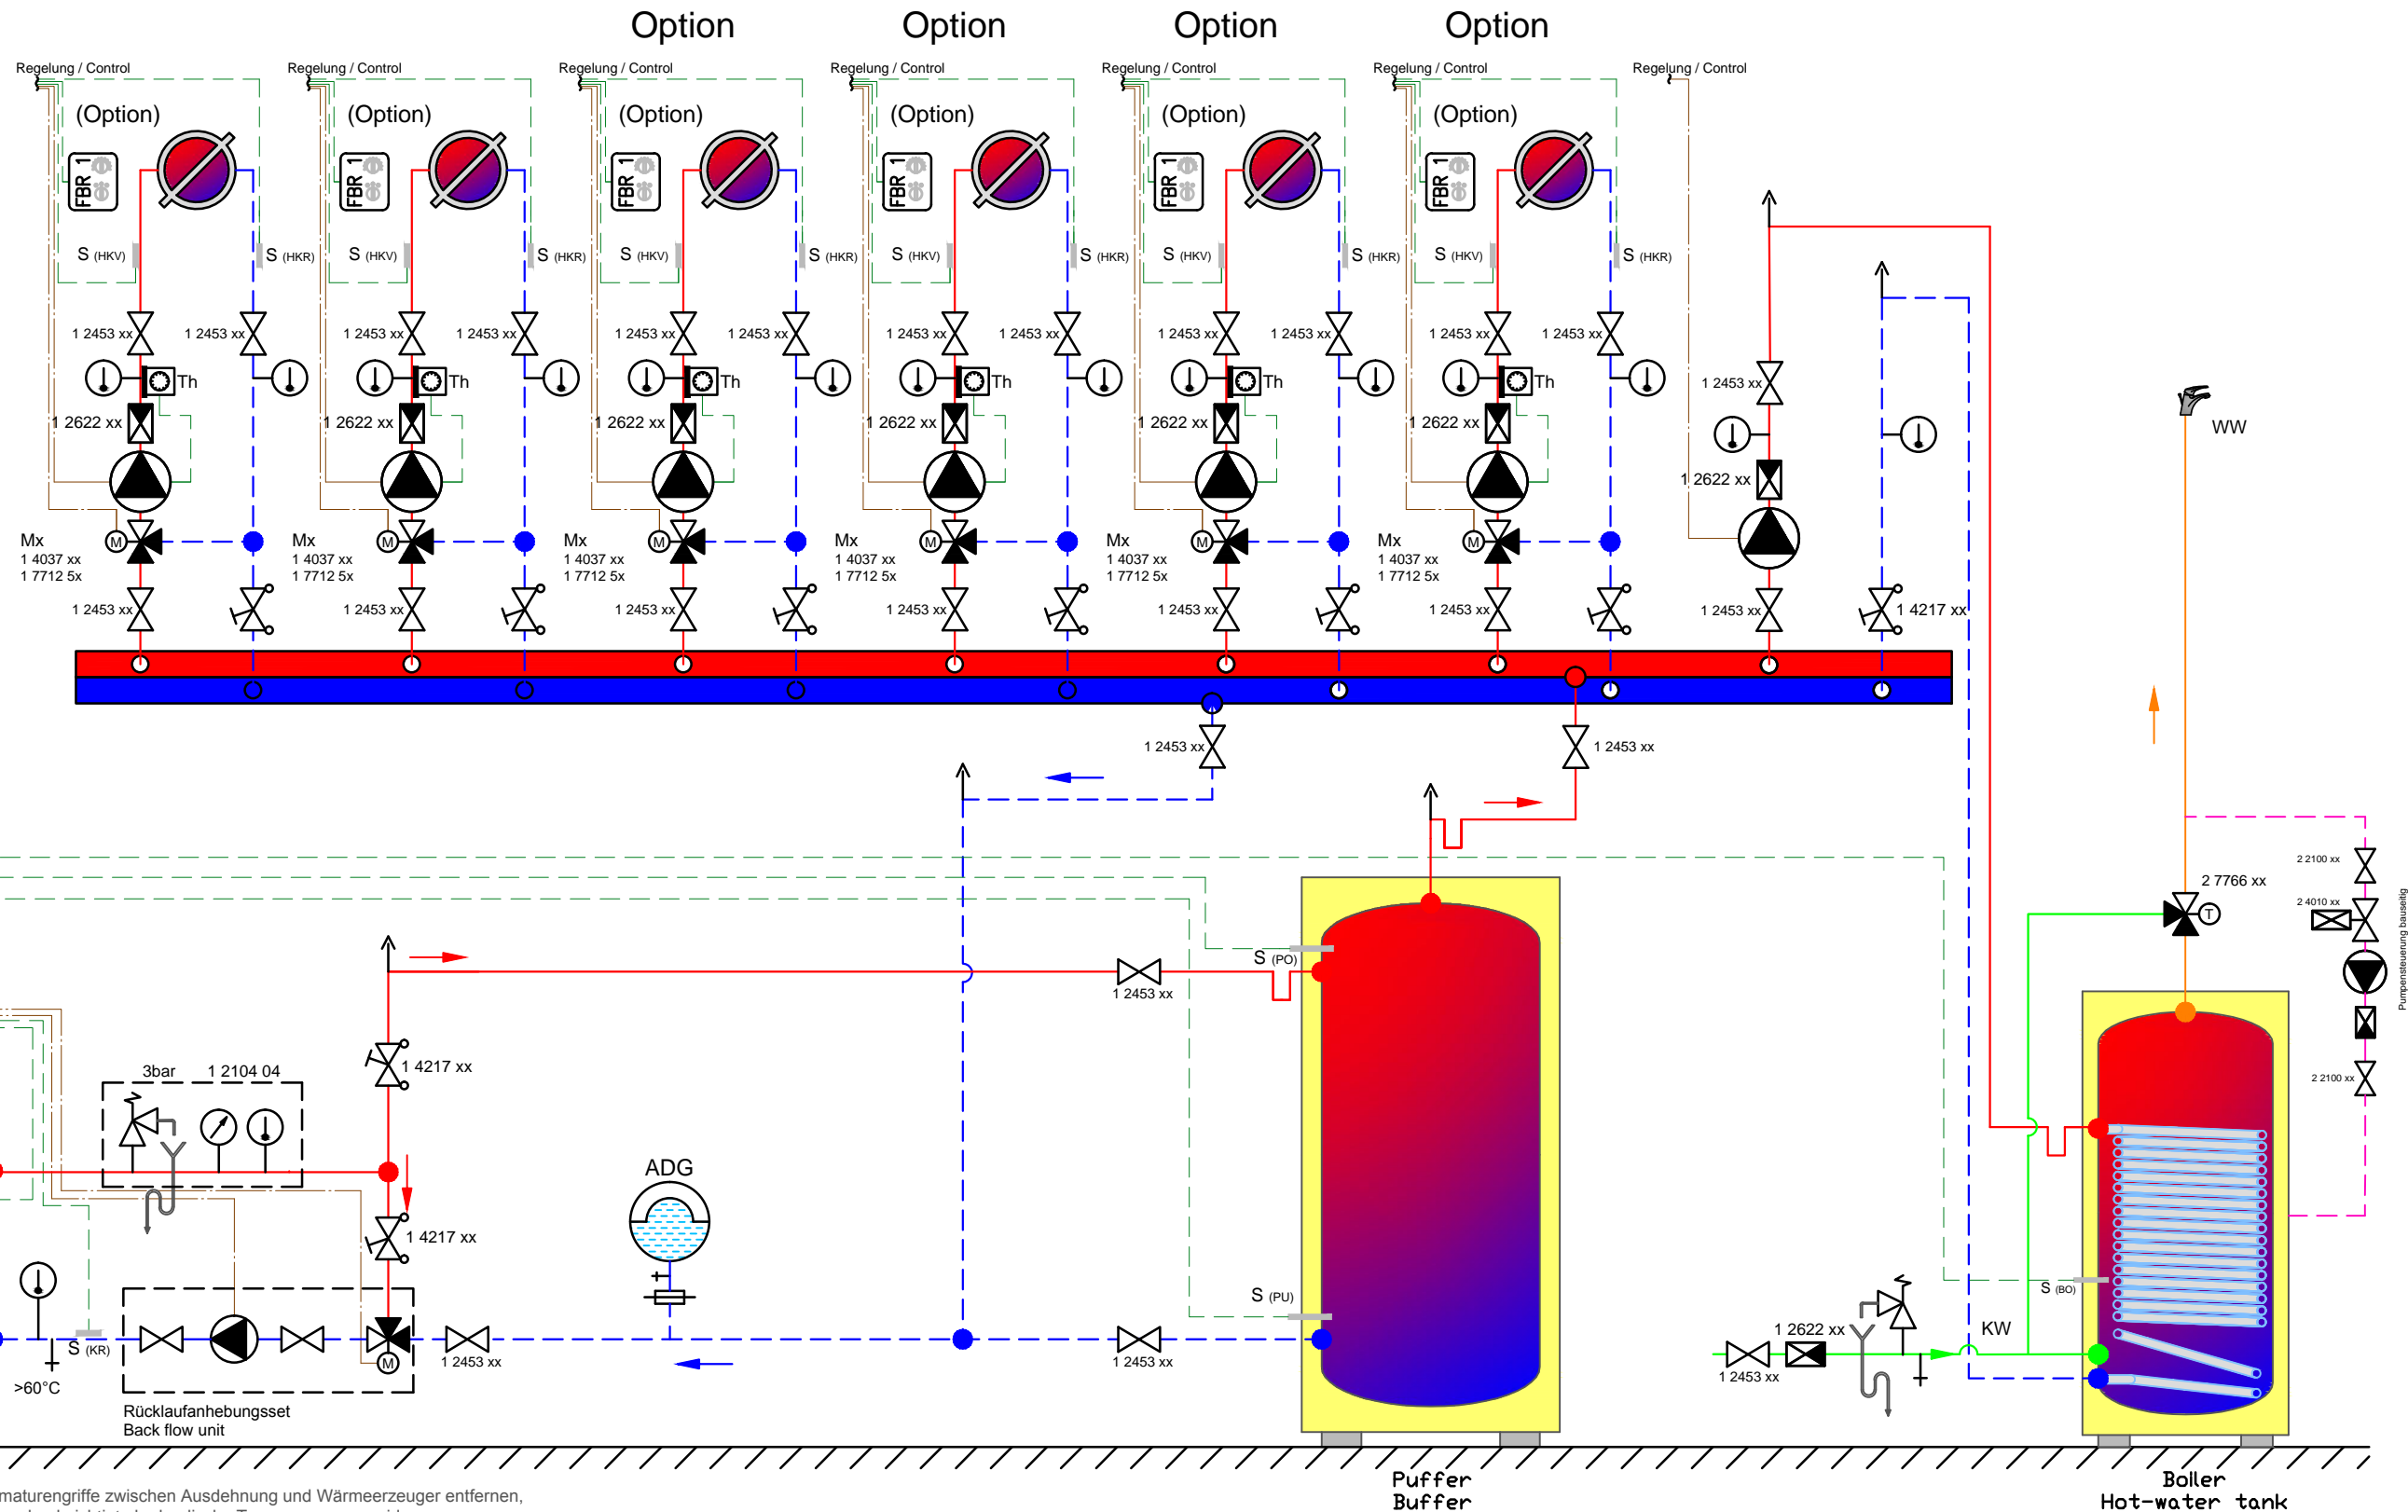 Option Option Option Option
Regelung / Control Regelung / Control Regelung / Control Regelung / Control Regelung / Control Regelung / Control Regelung / Control
(Option) (Option) (Option) (Option) (Option) (Option)
FBR 1 FBR 1 FBR 1 FBR 1 FBR 1 FBR 1
S (HKV) S (HKR) S (HKV) S (HKR) S (HKV) S (HKR) S (HKV) S (HKR) S (HKV) S (HKR) S (HKV) S (HKR)
1 2453 xx 1 2453 xx 1 2453 xx 1 2453 xx 1 2453 xx 1 2453 xx 1 2453 xx 1 2453 xx 1 2453 xx 1 2453 xx 1 2453 xx 1 2453 xx
Th Th Th Th Th Th 1 2453 xx
1 2622 xx 1 2622 xx 1 2622 xx 1 2622 xx 1 2622 xx 1 2622 xx WW
1 2622 xx
Mx M Mx M Mx M Mx M Mx M Mx M
1 4037 xx 1 4037 xx 1 4037 xx 1 4037 xx 1 4037 xx 1 4037 xx
1 7712 5x 1 7712 5x 1 7712 5x 1 7712 5x 1 7712 5x 1 7712 5x
1 2453 xx 1 2453 xx 1 2453 xx 1 2453 xx 1 2453 xx 1 2453 xx 1 2453 xx 1 4217 xx
1 2453 xx 1 2453 xx
2 2100 xx
2 7766 xx
2 4010 xx
T
Pumpensteuerung bauseitig
S (PO)
1 2453 xx
1 4217 xx
3bar 1 2104 04
2 2100 xx
ADG
1 4217 xx
S (PU)
S (BO)
1 2622 xx KW
S (KR) M 1 2453 xx 1 2453 xx
1 2453 xx
>60°C
Rücklaufanhebungsset
Back flow unit
Puffer
Buffer
Boiler
Hot-water tank
maturengriffe zwischen Ausdehnung und Wärmeerzeuger entfernen,